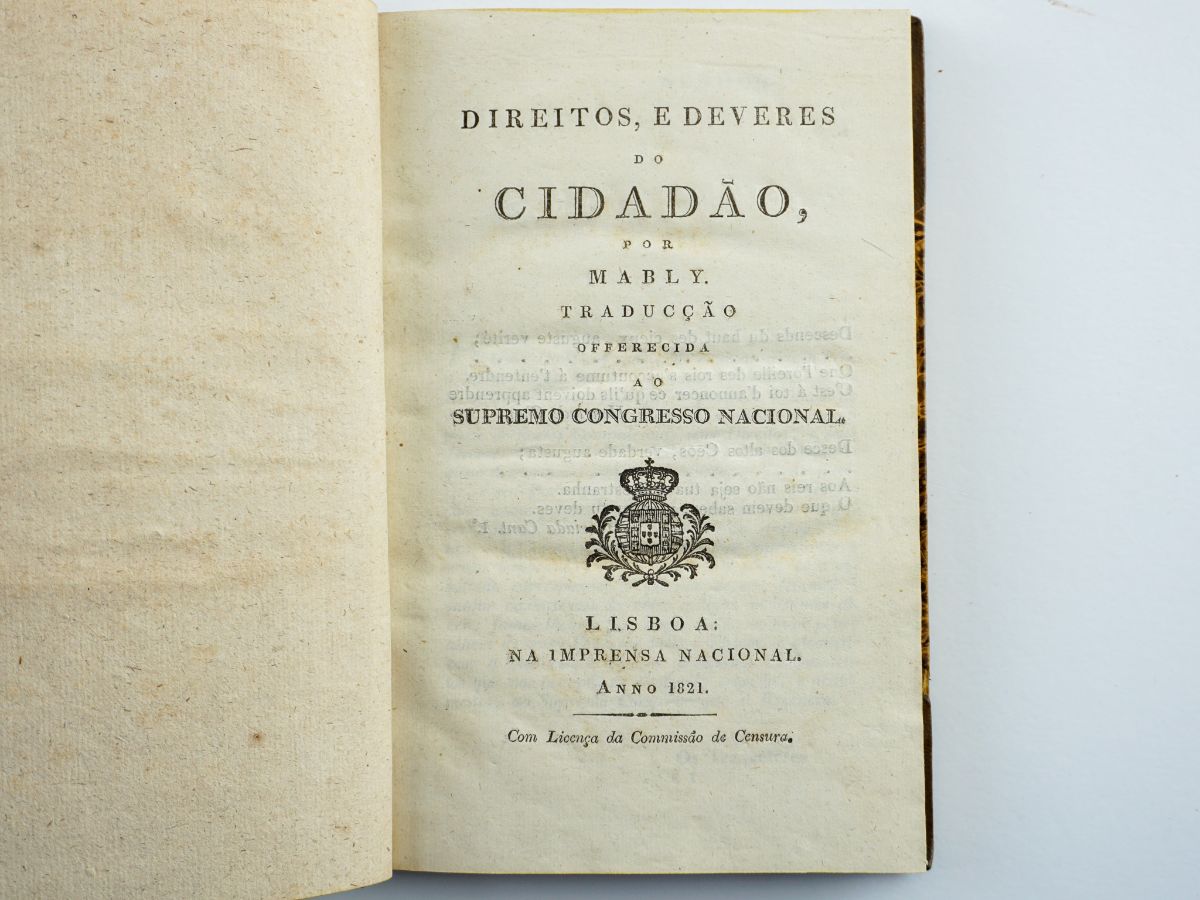 DIREITOS, E DEVERES
DO
CIDADÃO,
POR
MABLY.
TRADUCÇÃO
OFFERECIDA
AO
SUPREMO CONGRESSO NACIONAL.
LISBOA:
NA IMPRENSA NACIONAL.
ANNO 1821.
Com Licença da Commissão de Censura.